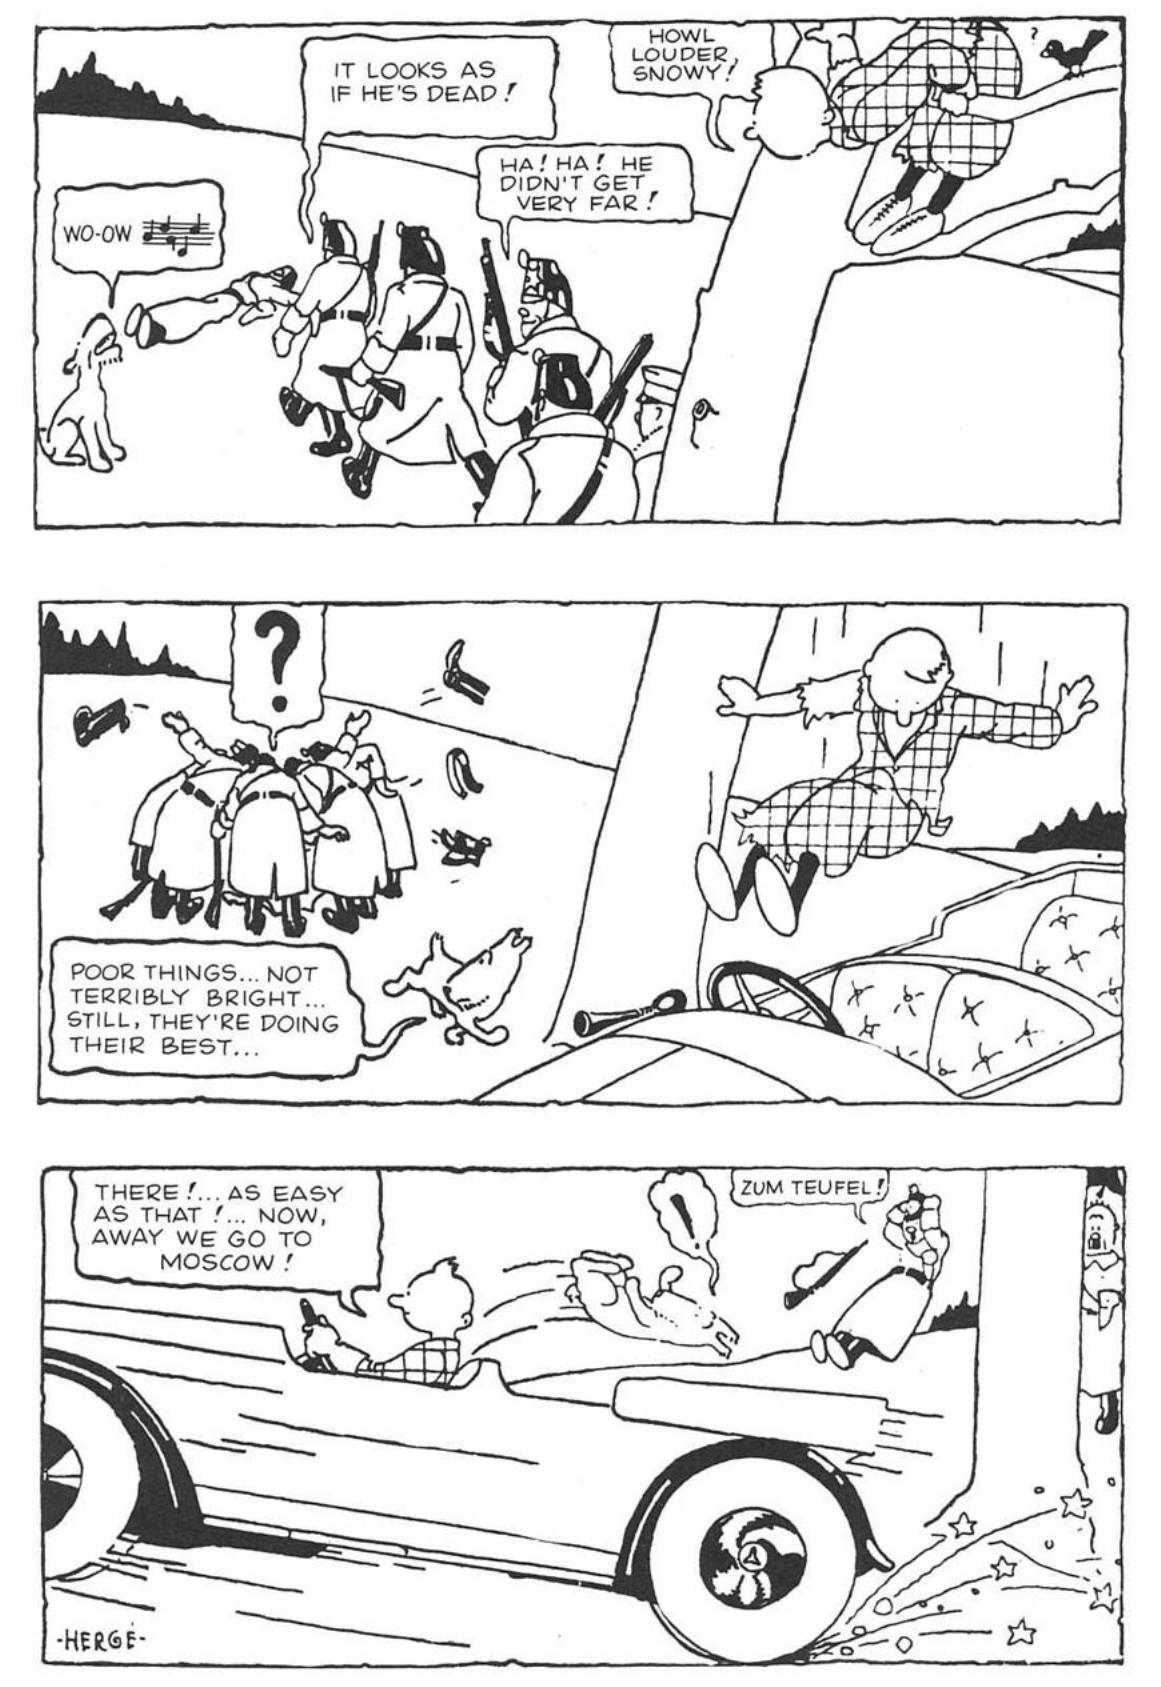 IT LOOKS AS
IF HE'S DEAD!
HOWL
LOUDER,
SNOWY!
?
HA! HA! HE
DIDN'T GET
VERY FAR!
WO-OW
?
POOR THINGS... NOT
TERRIBLY BRIGHT...
STILL, THEY'RE DOING
THEIR BEST...
THERE!... AS EASY
AS THAT!... NOW,
AWAY WE GO TO
MOSCOW!
!
ZUM TEUFEL!
-HERGÉ-